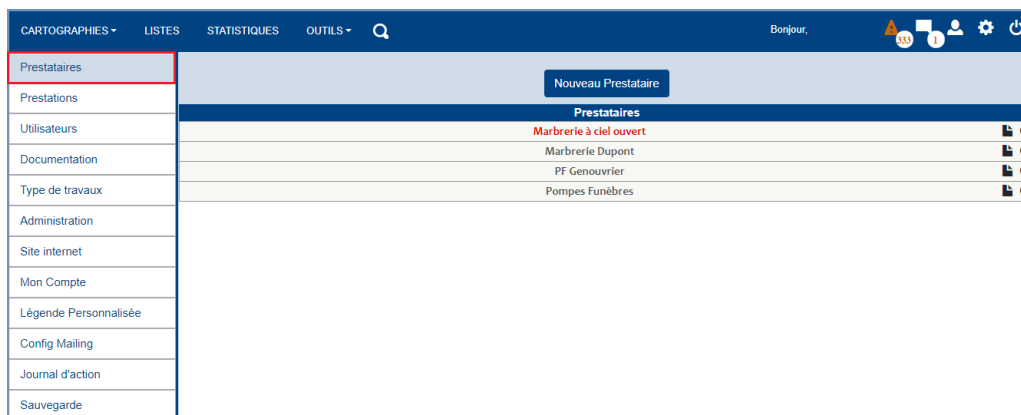 CARTOGRAPHIES LISTES STATISTIQUES OUTILS Bonjour, 333 1
Prestataires
Prestations
Utilisateurs
Documentation
Type de travaux
Administration
Site internet
Mon Compte
Légende Personnalisée
Config Mailing
Journal d'action
Sauvegarde
Nouveau Prestataire
Prestataires
Marbrerie à ciel ouvert
Marbrerie Dupont
PF Genouvrier
Pompes Funèbres